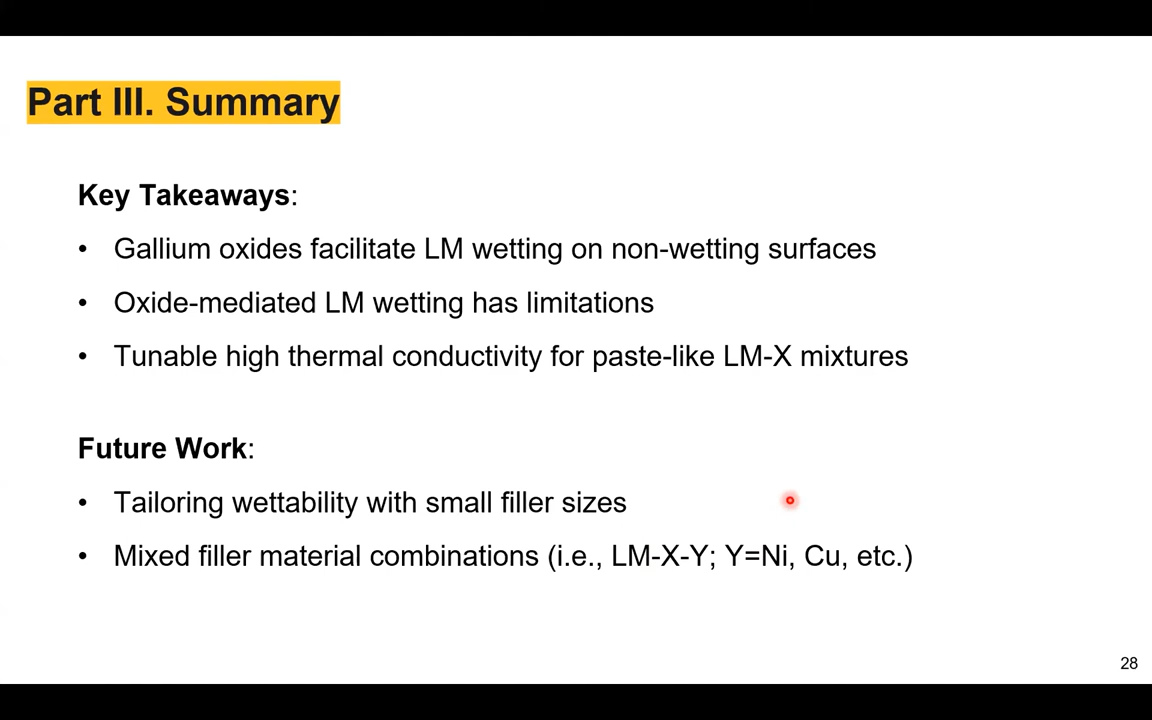 Part III. Summary
Key Takeaways:
• Gallium oxides facilitate LM wetting on non-wetting surfaces
• Oxide-mediated LM wetting has limitations
• Tunable high thermal conductivity for paste-like LM-X mixtures
Future Work:
• Tailoring wettability with small filler sizes
• Mixed filler material combinations (i.e., LM-X-Y; Y=Ni, Cu, etc.)
28